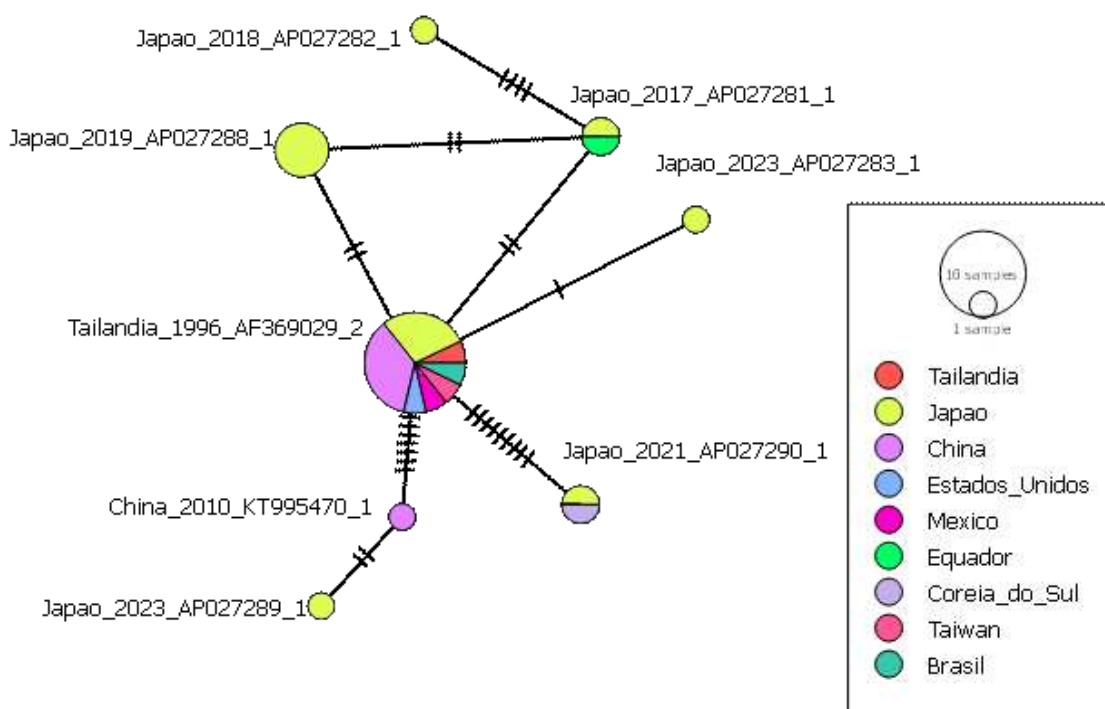 Japao_2018_AP027282_1
Japao_2017_AP027281_1
Japao_2019_AP027288_1
Japao_2023_AP027283_1
Tailandia_1996_AF369029_2
Japao_2021_AP027290_1
China_2010_KT995470_1
Japao_2023_AP027289_1
10 samples
1 sample
Tailandia
Japao
China
Estados_Unidos
Mexico
Equador
Coreia_do_Sul
Taiwan
Brasil